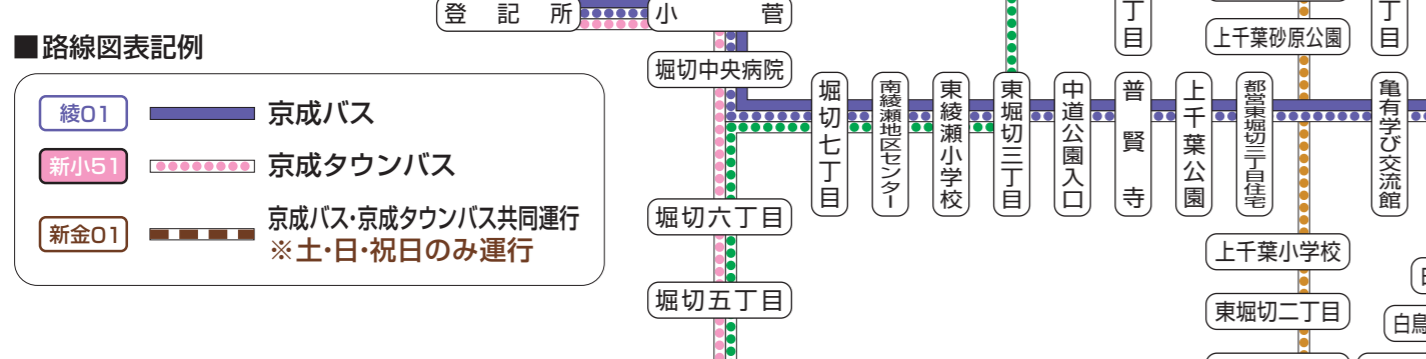 登記所
小菅
丁目
丁目
■路線図表記例
上千葉砂原公園
堀切中央病院
綾01 京成バス
新小51 京成タウンバス
新金01 京成バス・京成タウンバス共同運行
※土・日・祝日のみ運行
堀切七丁目
南綾瀬地区センター
東綾瀬小学校
東堀切三丁目
中道公園入口
普賢寺
上千葉公園
都営東堀切三丁目住宅
亀有学び交流館
堀切六丁目
上千葉小学校
堀切五丁目
東堀切二丁目
白鳥